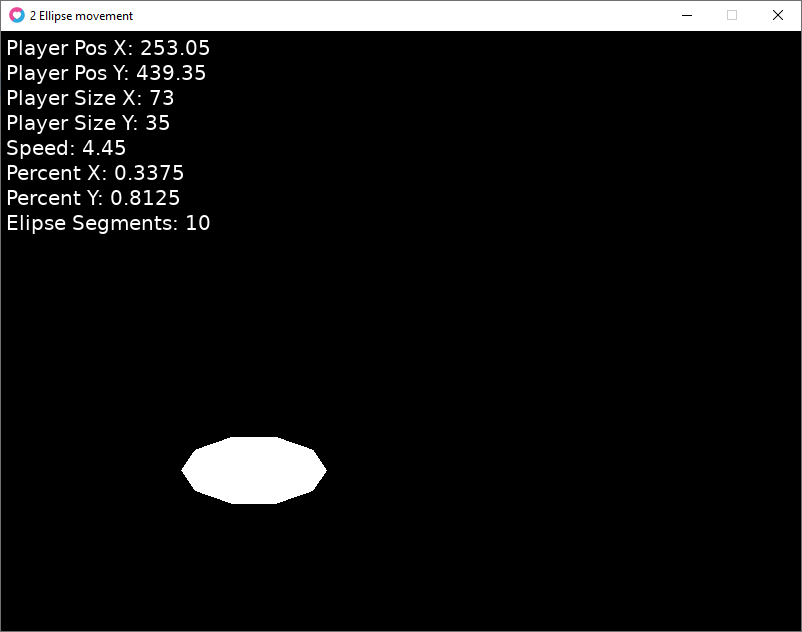 2 Ellipse movement
Player Pos X: 253.05
Player Pos Y: 439.35
Player Size X: 73
Player Size Y: 35
Speed: 4.45
Percent X: 0.3375
Percent Y: 0.8125
Elipse Segments: 10